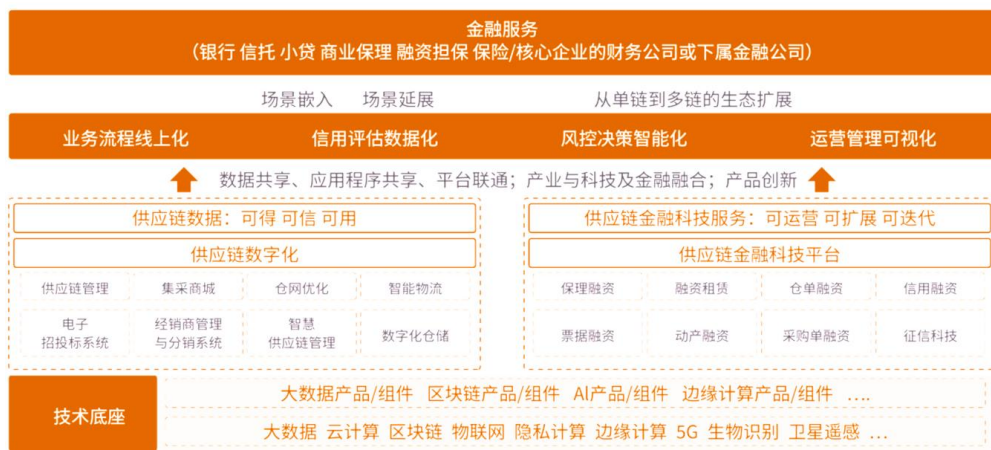 金融服务
（银行 信托 小贷 商业保理 融资担保 保险/核心企业的财务公司或下属金融公司）
场景嵌入 场景延展 从单链到多链的生态扩展
业务流程线上化 信用评估数据化 风控决策智能化 运营管理可视化
数据共享、应用程序共享、平台联通；产业与科技及金融融合；产品创新
供应链数据：可得 可信 可用
供应链数字化
供应链管理 集采商城 仓网优化 智能物流
电子
招投标系统
经销商管理
与分销系统
智慧
供应链管理
数字化仓储
供应链金融科技服务：可运营 可扩展 可迭代
供应链金融科技平台
保理融资 融资租赁 仓单融资 信用融资
票据融资 动产融资 采购单融资 征信科技
技术底座
大数据产品/组件 区块链产品/组件 AI产品/组件 边缘计算产品/组件 ….
大数据 云计算 区块链 物联网 隐私计算 边缘计算 5G 生物识别 卫星遥感 …